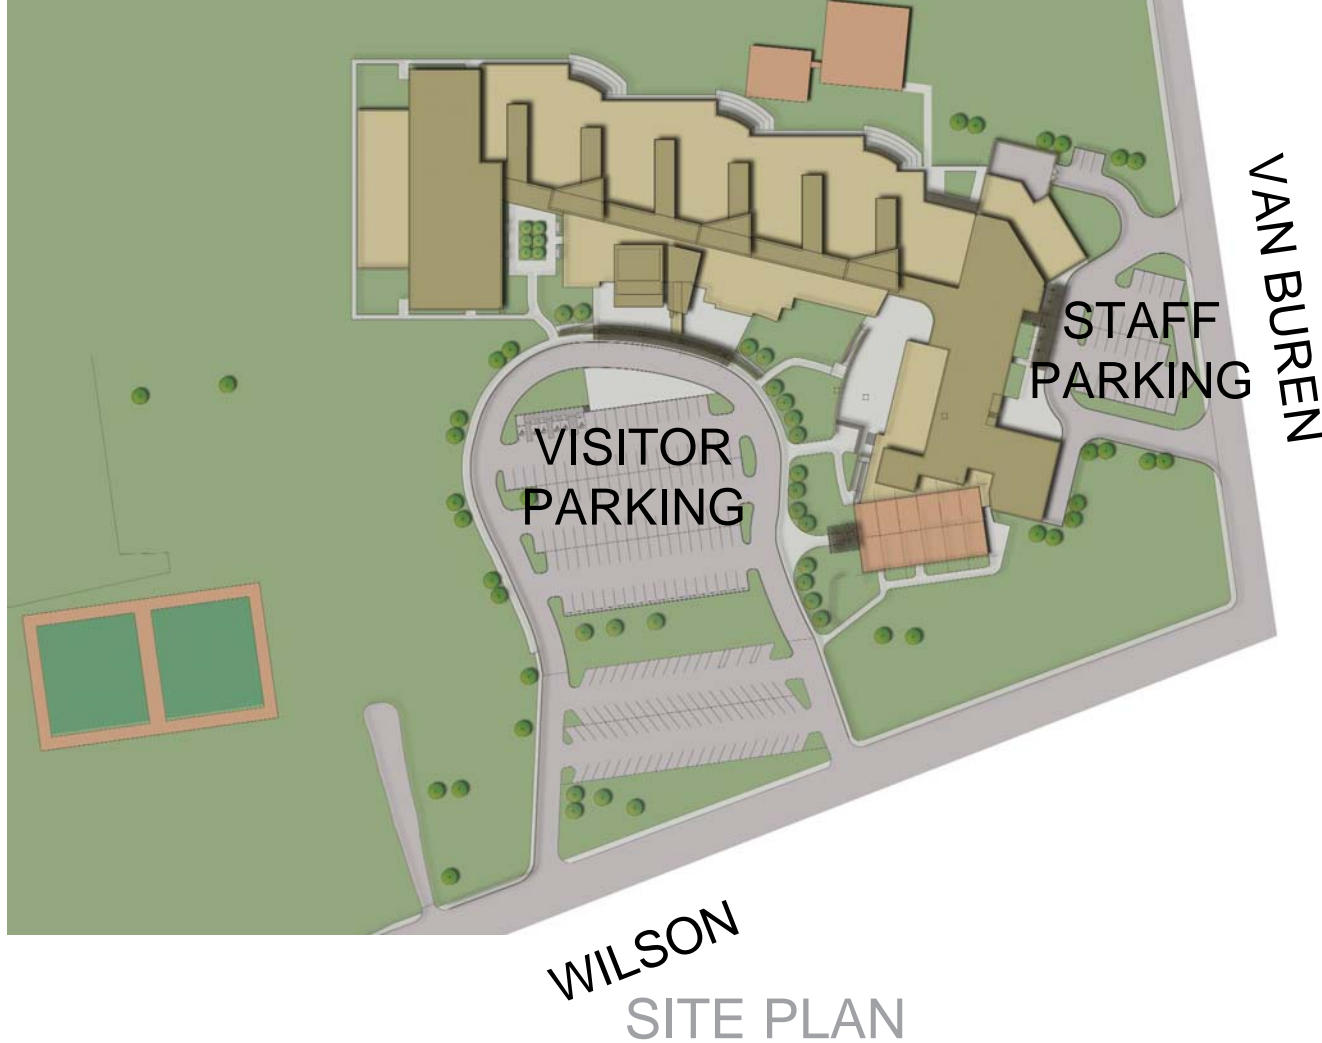 VAN BUREN
STAFF
PARKING
VISITOR
PARKING
WILSON
SITE PLAN